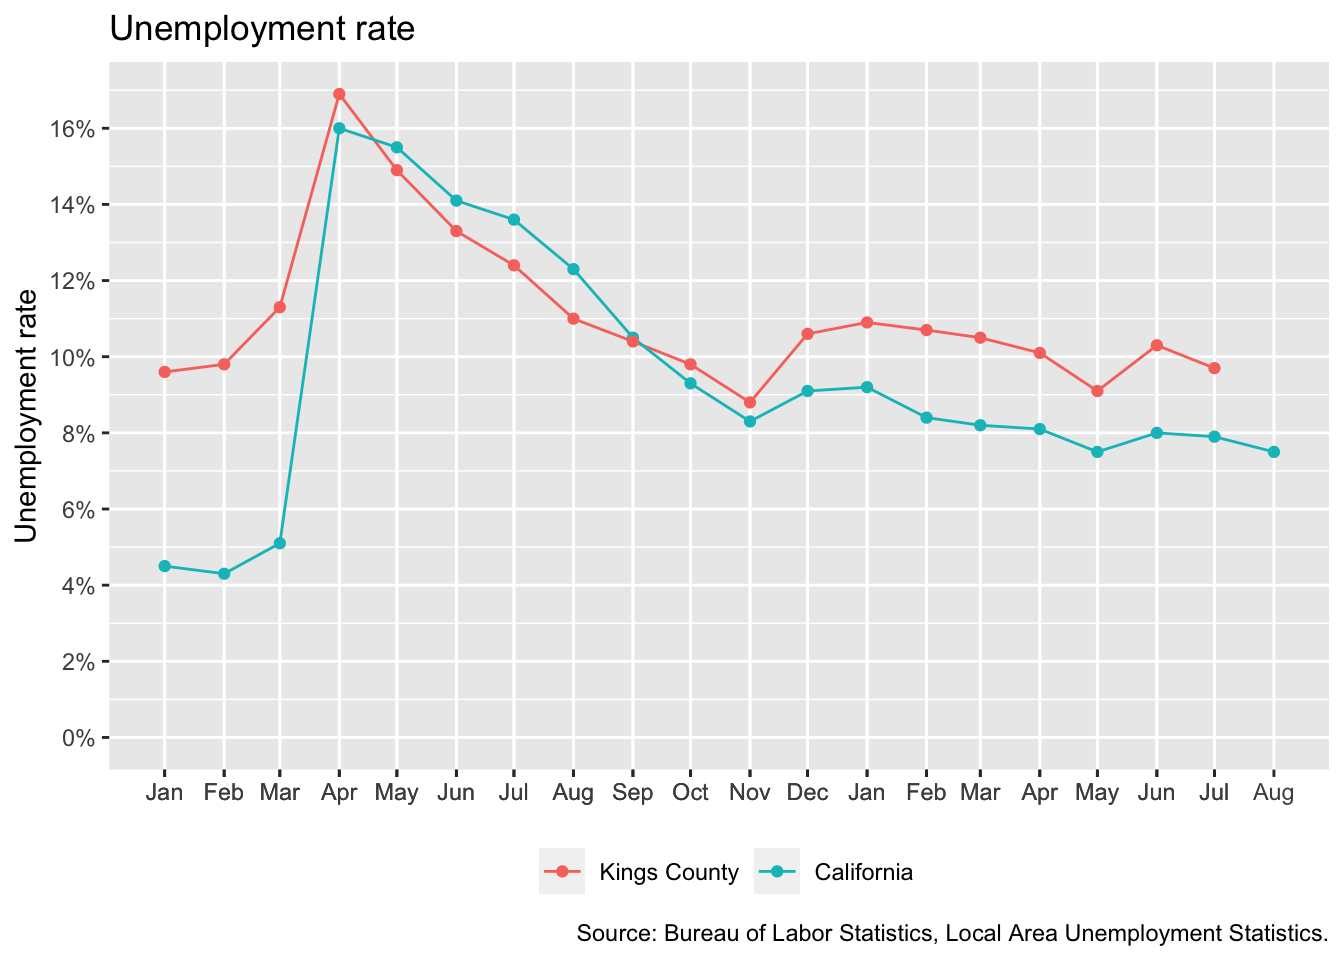 Unemployment rate
Unemployment rate
16%
14%
12%
10%
8%
6%
4%
2%
0%
Jan Feb Mar Apr May Jun Jul Aug Sep Oct Nov Dec Jan Feb Mar Apr May Jun Jul Aug
Kings County California
Source: Bureau of Labor Statistics, Local Area Unemployment Statistics.